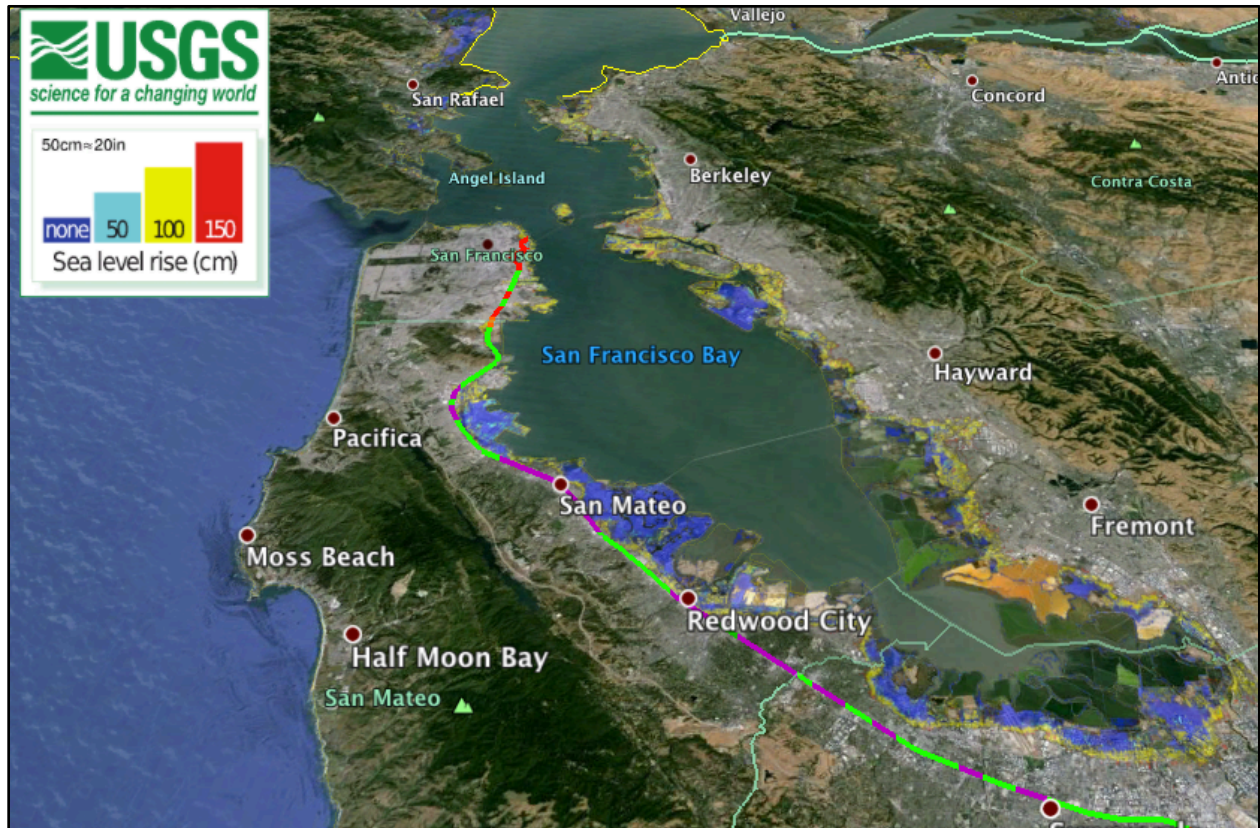 USGS
science for a changing world
50cm≈20in
none 50 100 150
Sea level rise (cm)
Vallejo
San Rafael
Concord
Angel Island
Berkeley
Contra Costa
San Francisco
San Francisco Bay
Hayward
Pacifica
San Mateo
Fremont
Moss Beach
Redwood City
Half Moon Bay
San Mateo